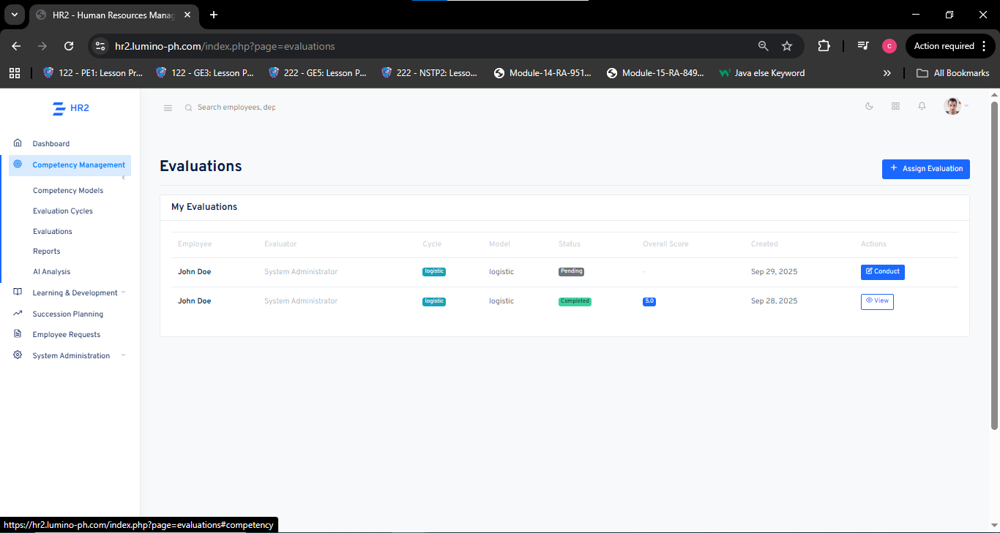 HR2 - Human Resources Manag
hr2.lumino-ph.com/index.php?page=evaluations
Action required
c
122 - PE1: Lesson Pr...
122 - GE3: Lesson P...
222 - GE5: Lesson P...
222 - NSTP2: Lesso...
Module-14-RA-951...
Module-15-RA-849...
Java else Keyword
All Bookmarks
HR2
Search employees, dep
Dashboard
Competency Management
Competency Models
Evaluation Cycles
Evaluations
Reports
AI Analysis
Learning & Development
Succession Planning
Employee Requests
System Administration
Evaluations
+ Assign Evaluation
My Evaluations
Employee Evaluator Cycle Model Status Overall Score Created Actions
John Doe System Administrator logistic logistic Pending - Sep 29, 2025 Conduct
John Doe System Administrator logistic logistic Completed 5.0 Sep 28, 2025 View
https://hr2.lumino-ph.com/index.php?page=evaluations#competency